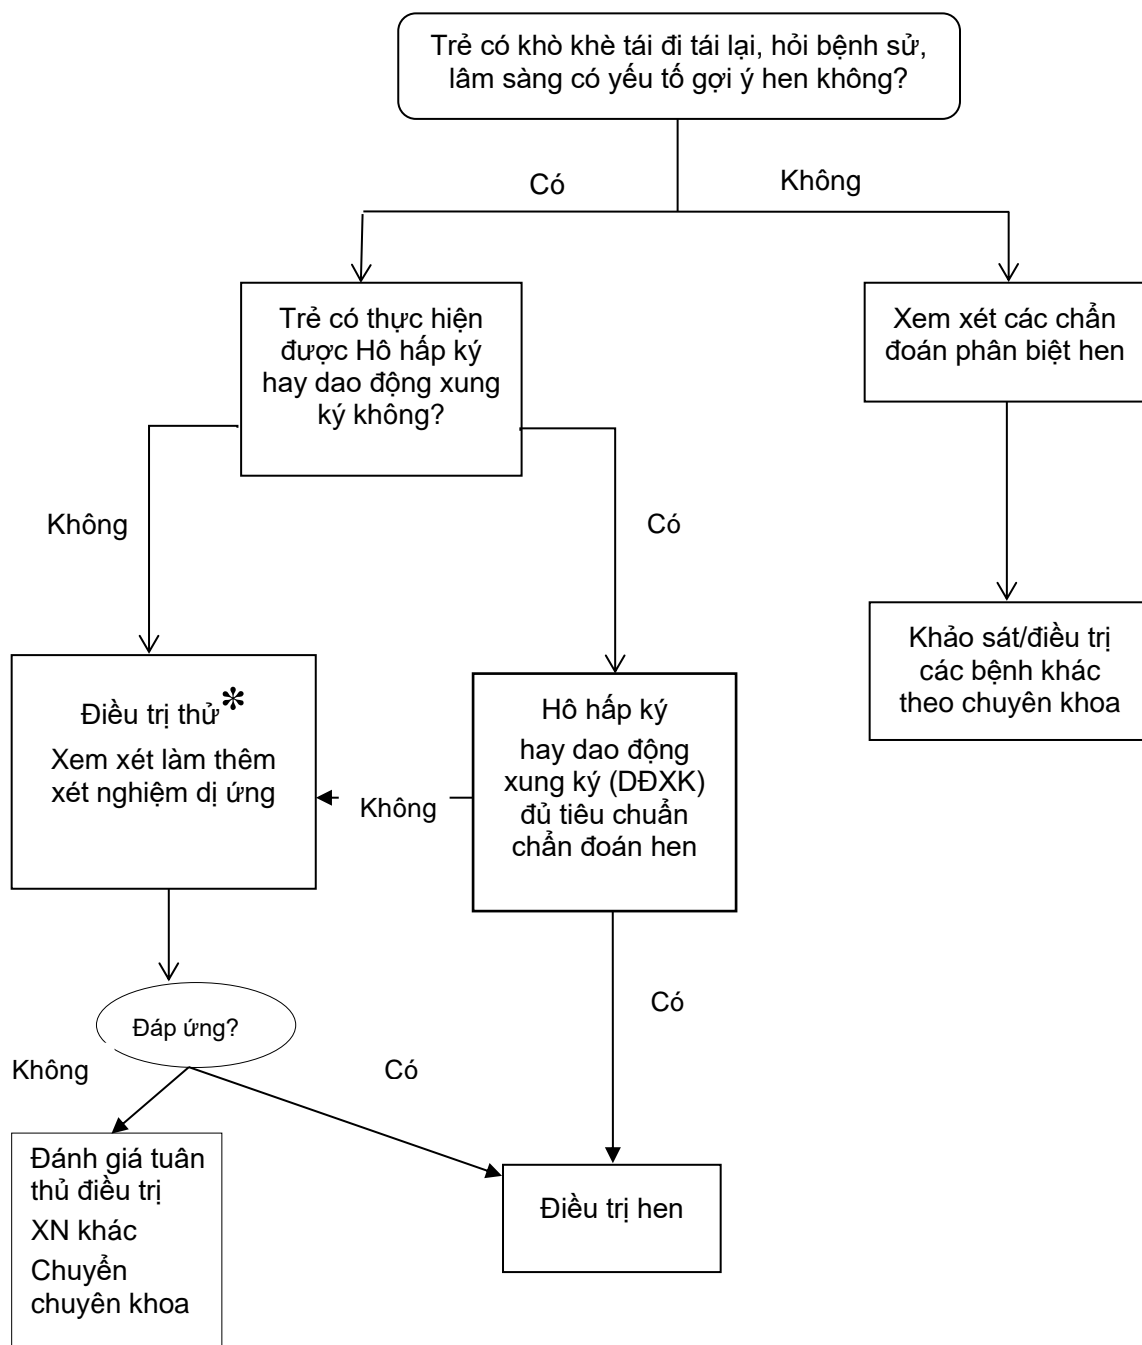 Trẻ có khò khè tái đi tái lại, hỏi bệnh sử,
lâm sàng có yếu tố gợi ý hen không?
Có
Không
Trẻ có thực hiện
được Hô hấp ký
hay dao động xung
ký không?
Xem xét các chẩn
đoán phân biệt hen
Không
Có
Khảo sát/điều trị
các bệnh khác
theo chuyên khoa
Điều trị thử*
Xem xét làm thêm
xét nghiệm dị ứng
Không
Hô hấp ký
hay dao động
xung ký (DĐXK)
đủ tiêu chuẩn
chẩn đoán hen
Có
Đáp ứng?
Không
Có
Đánh giá tuân
thủ điều trị
XN khác
Chuyển
chuyên khoa
Điều trị hen